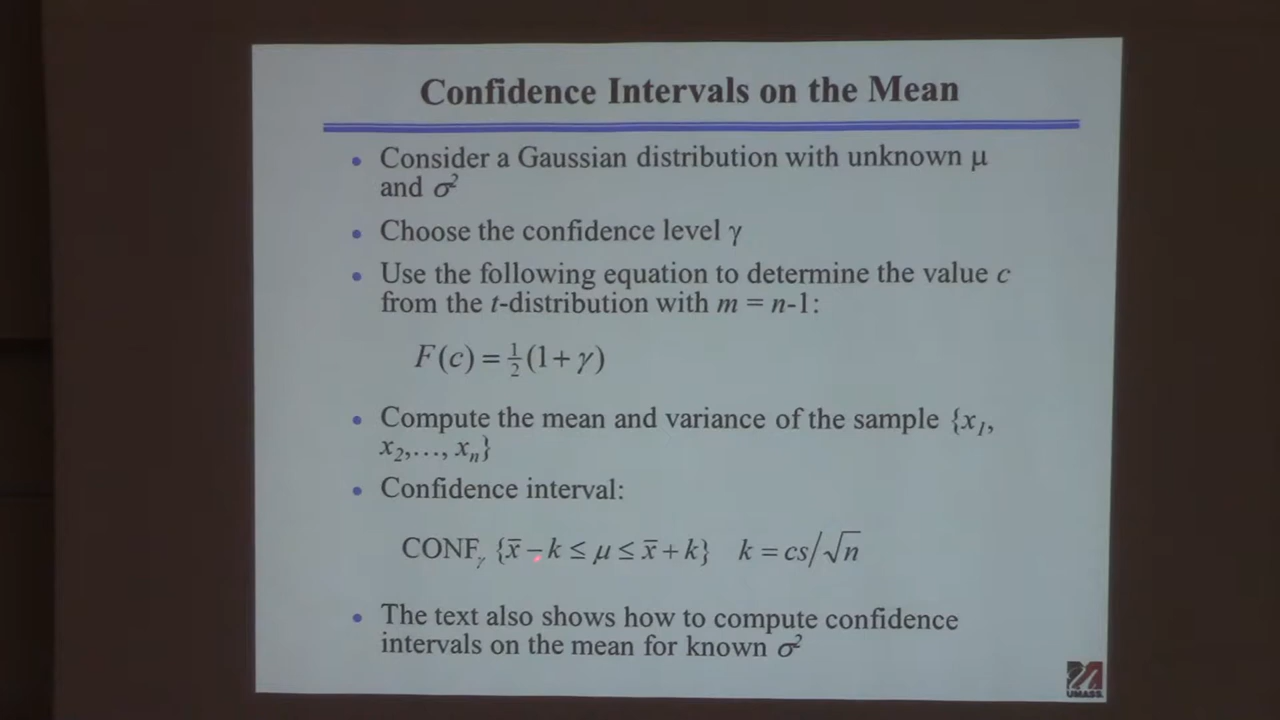 Confidence Intervals on the Mean
• Consider a Gaussian distribution with unknown μ
and σ²
• Choose the confidence level γ
• Use the following equation to determine the value c
from the t-distribution with m = n-1:
F(c) = ½(1+γ)
• Compute the mean and variance of the sample {x₁,
x₂,…, xₙ}
• Confidence interval:
CONFᵧ {x̄ − k ≤ μ ≤ x̄ + k} k = cs/√n
• The text also shows how to compute confidence
intervals on the mean for known σ²
UMASS